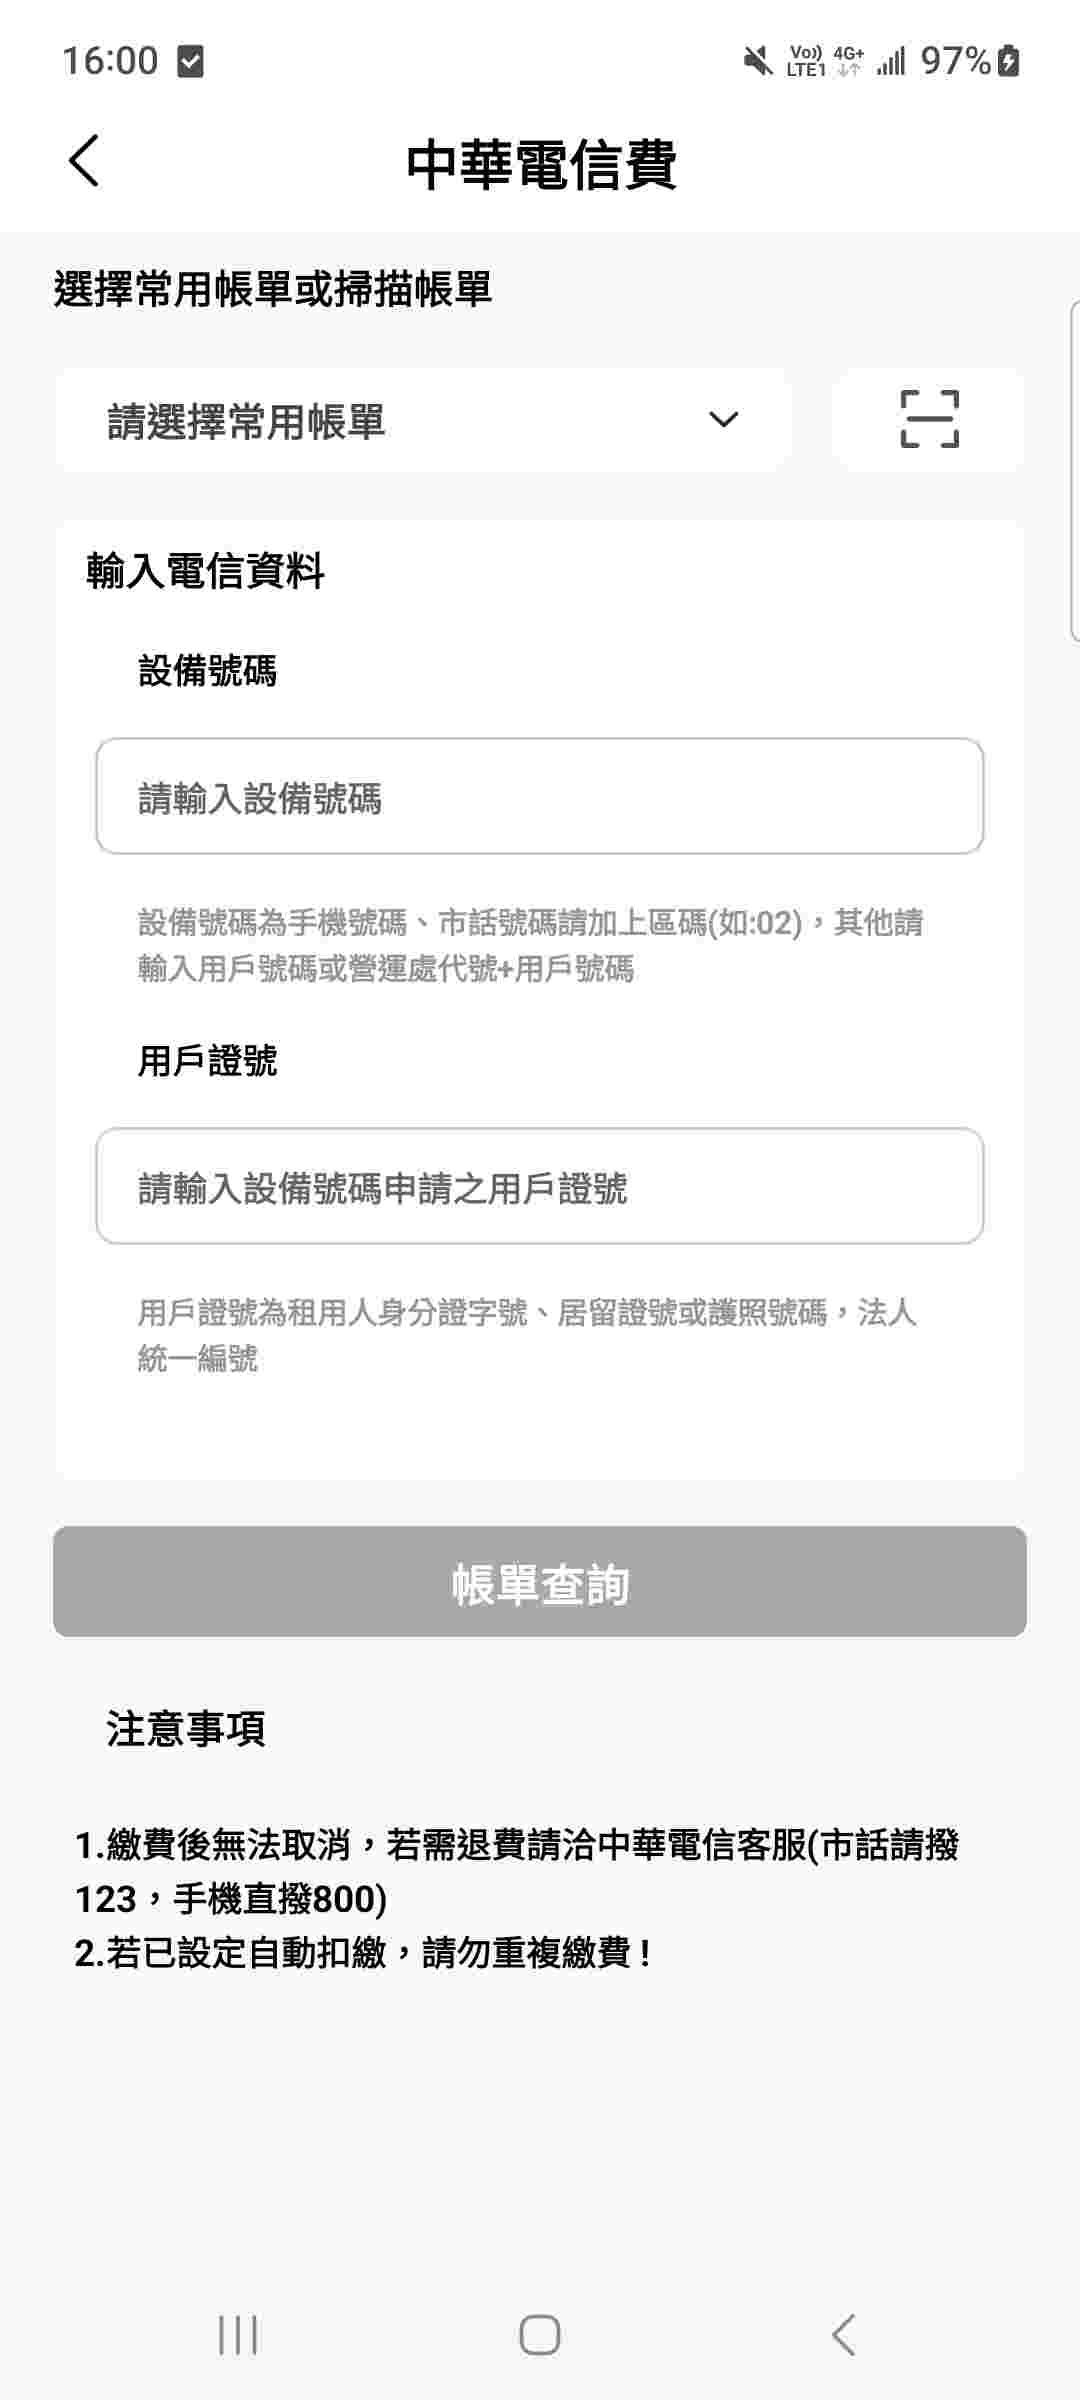 16:00
Vo)) LTE1 4G+ 97%
中華電信費
選擇常用帳單或掃描帳單
請選擇常用帳單
輸入電信資料
設備號碼
請輸入設備號碼
設備號碼為手機號碼、市話號碼請加上區碼(如:02)，其他請
輸入用戶號碼或營運處代號+用戶號碼
用戶證號
請輸入設備號碼申請之用戶證號
用戶證號為租用人身分證字號、居留證號或護照號碼，法人
統一編號
帳單查詢
注意事項
1.繳費後無法取消，若需退費請洽中華電信客服(市話請撥
123，手機直撥800)
2.若已設定自動扣繳，請勿重複繳費！